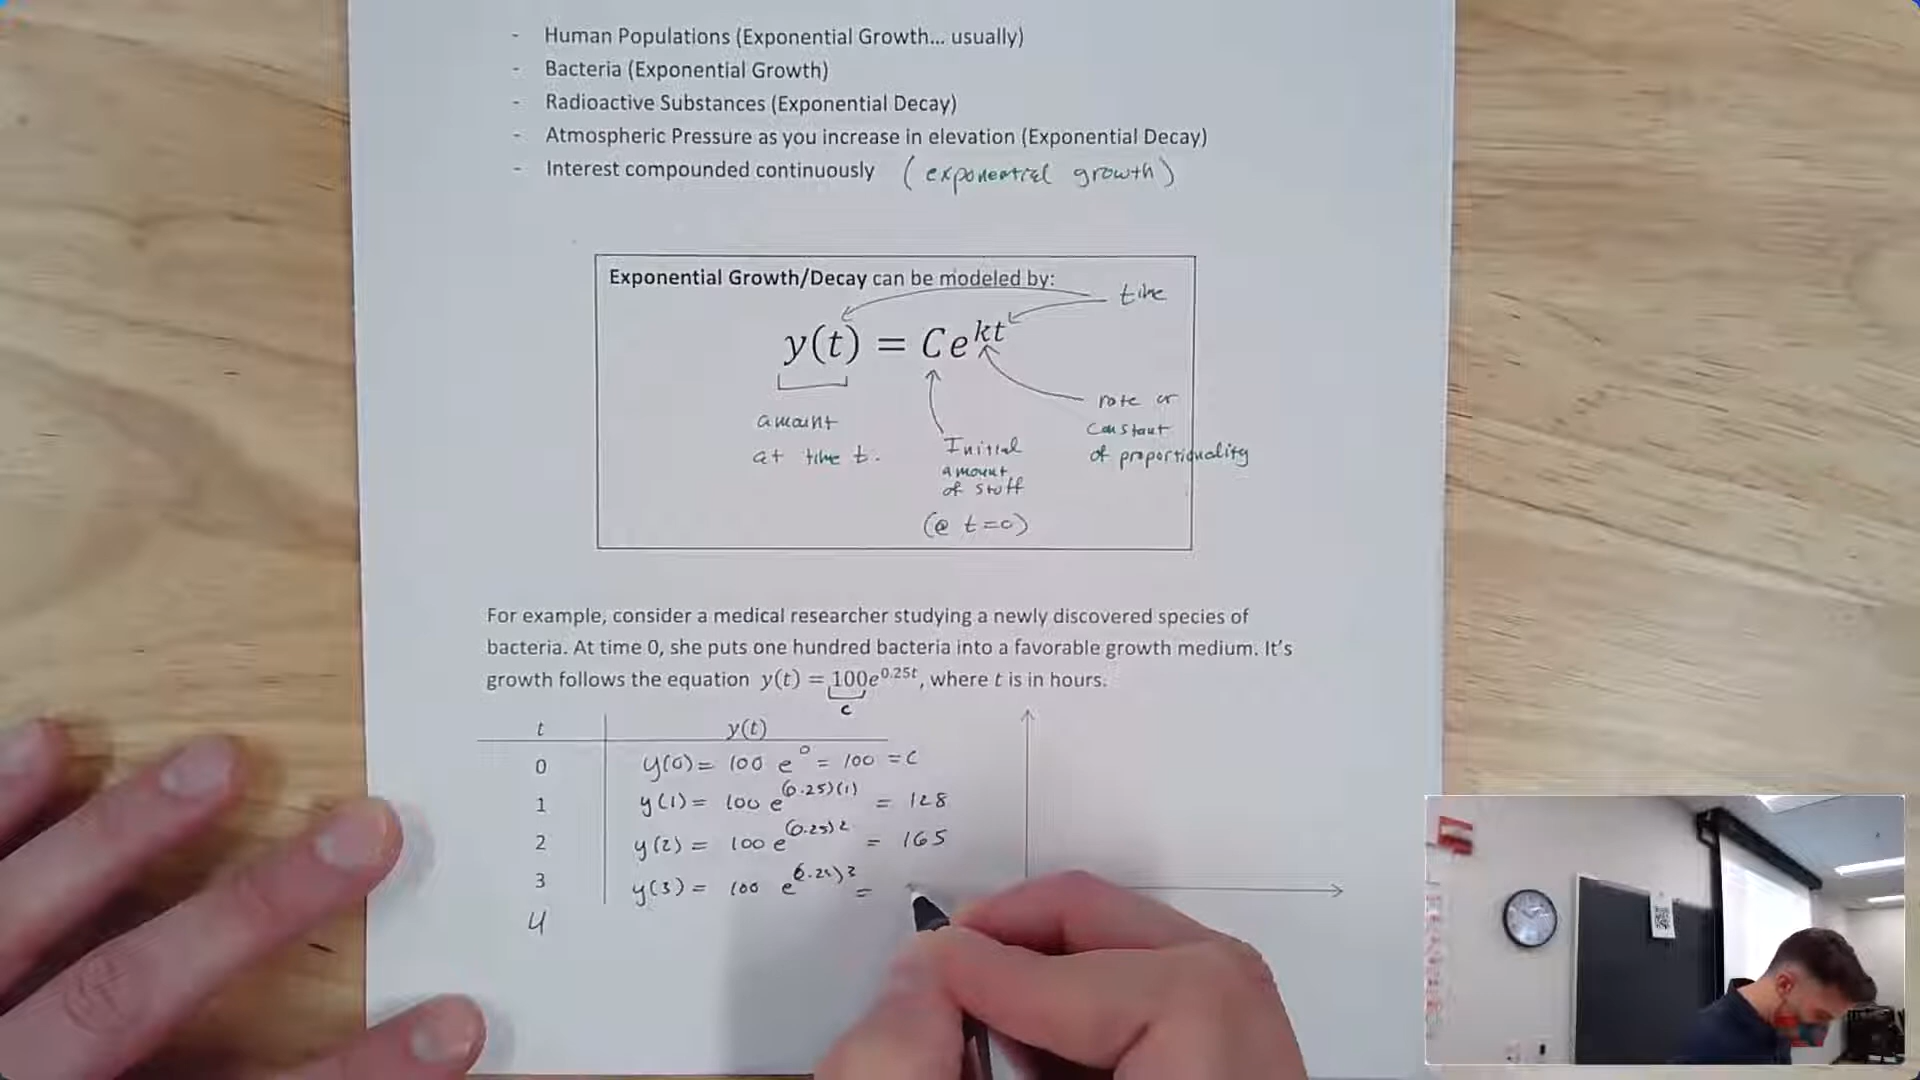 - Human Populations (Exponential Growth... usually)
- Bacteria (Exponential Growth)
- Radioactive Substances (Exponential Decay)
- Atmospheric Pressure as you increase in elevation (Exponential Decay)
- Interest compounded continuously (exponential growth)
Exponential Growth/Decay can be modeled by:
time
y(t) = Ce^kt
amount
at time t.
Initial
amount
of stuff
(@ t=0)
rate or
constant
of proportionality
For example, consider a medical researcher studying a newly discovered species of
bacteria. At time 0, she puts one hundred bacteria into a favorable growth medium. It's
growth follows the equation y(t) = 100e^0.25t, where t is in hours.
c
t y(t)
0 y(0) = 100 e^0 = 100 = C
1 y(1) = 100 e^(0.25)(1) = 128
2 y(2) = 100 e^(0.25)2 = 165
3 y(3) = 100 e^(0.25)3 =
4